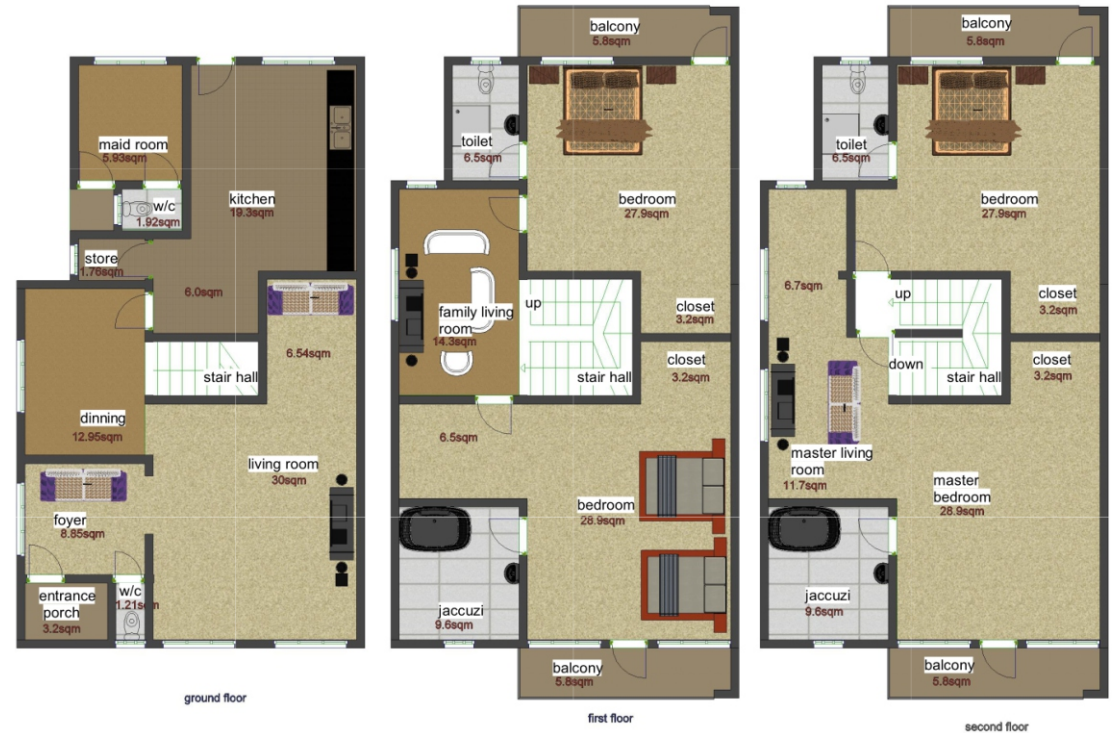 maid room
5.93sqm
w/c
1.92sqm
kitchen
19.3sqm
store
1.76sqm
6.0sqm
6.54sqm
stair hall
dinning
12.95sqm
living room
30sqm
foyer
8.85sqm
entrance
porch
3.2sqm
w/c
1.21sqm
ground floor
balcony
5.8sqm
toilet
6.5sqm
bedroom
27.9sqm
family living
room
14.3sqm
up
closet
3.2sqm
stair hall
closet
3.2sqm
6.5sqm
bedroom
28.9sqm
jaccuzi
9.6sqm
balcony
5.8sqm
first floor
balcony
5.8sqm
toilet
6.5sqm
bedroom
27.9sqm
6.7sqm
up
closet
3.2sqm
down
stair hall
closet
3.2sqm
master living
room
11.7sqm
master
bedroom
28.9sqm
jaccuzi
9.6sqm
balcony
5.8sqm
second floor